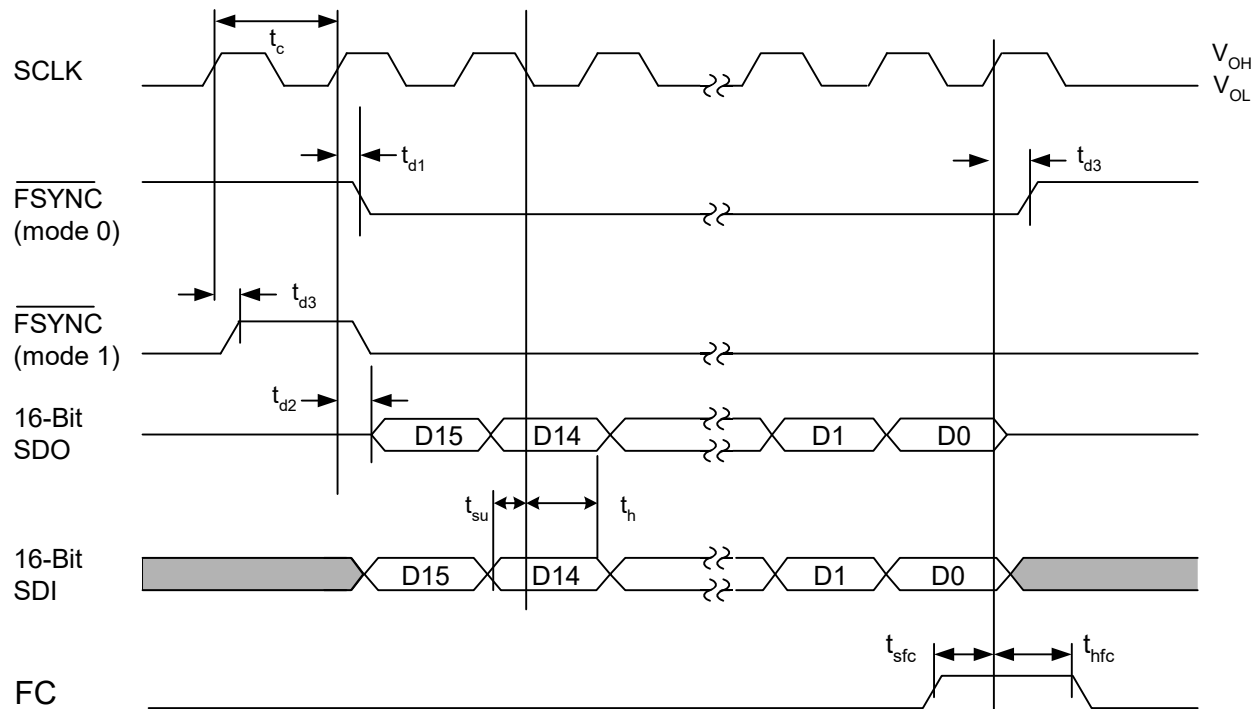 t_c
SCLK
V_OH
V_OL
t_d1
t_d3
FSYNC
(mode 0)
t_d3
FSYNC
(mode 1)
t_d2
16-Bit
SDO
D15 D14 D1 D0
t_su t_h
16-Bit
SDI
D15 D14 D1 D0
t_sfc t_hfc
FC